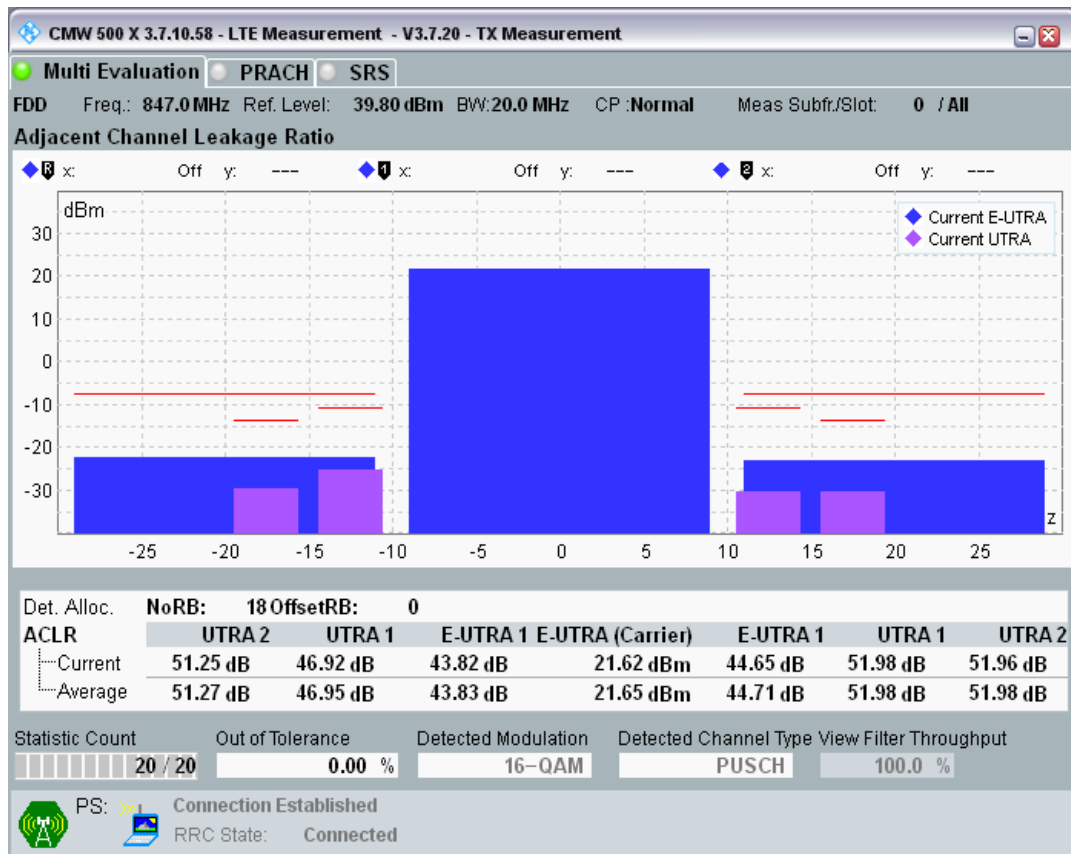 CMW 500 X 3.7.10.58 - LTE Measurement - V3.7.20 - TX Measurement
Multi Evaluation PRACH SRS
FDD Freq.: 847.0 MHz Ref. Level: 39.80 dBm BW: 20.0 MHz CP :Normal Meas Subfr./Slot: 0 / All
Adjacent Channel Leakage Ratio
R x: Off y: --- 1 x: Off y: --- 2 x: Off y: ---
dBm
Current E-UTRA
Current UTRA
30
20
10
0
-10
-20
-30
z
-25 -20 -15 -10 -5 0 5 10 15 20 25
Det. Alloc. NoRB: 18 OffsetRB: 0
ACLR UTRA 2 UTRA 1 E-UTRA 1 E-UTRA (Carrier) E-UTRA 1 UTRA 1 UTRA 2
Current 51.25 dB 46.92 dB 43.82 dB 21.62 dBm 44.65 dB 51.98 dB 51.96 dB
Average 51.27 dB 46.95 dB 43.83 dB 21.65 dBm 44.71 dB 51.98 dB 51.98 dB
Statistic Count Out of Tolerance Detected Modulation Detected Channel Type View Filter Throughput
20 / 20 0.00 % 16-QAM PUSCH 100.0 %
PS: Connection Established
RRC State: Connected